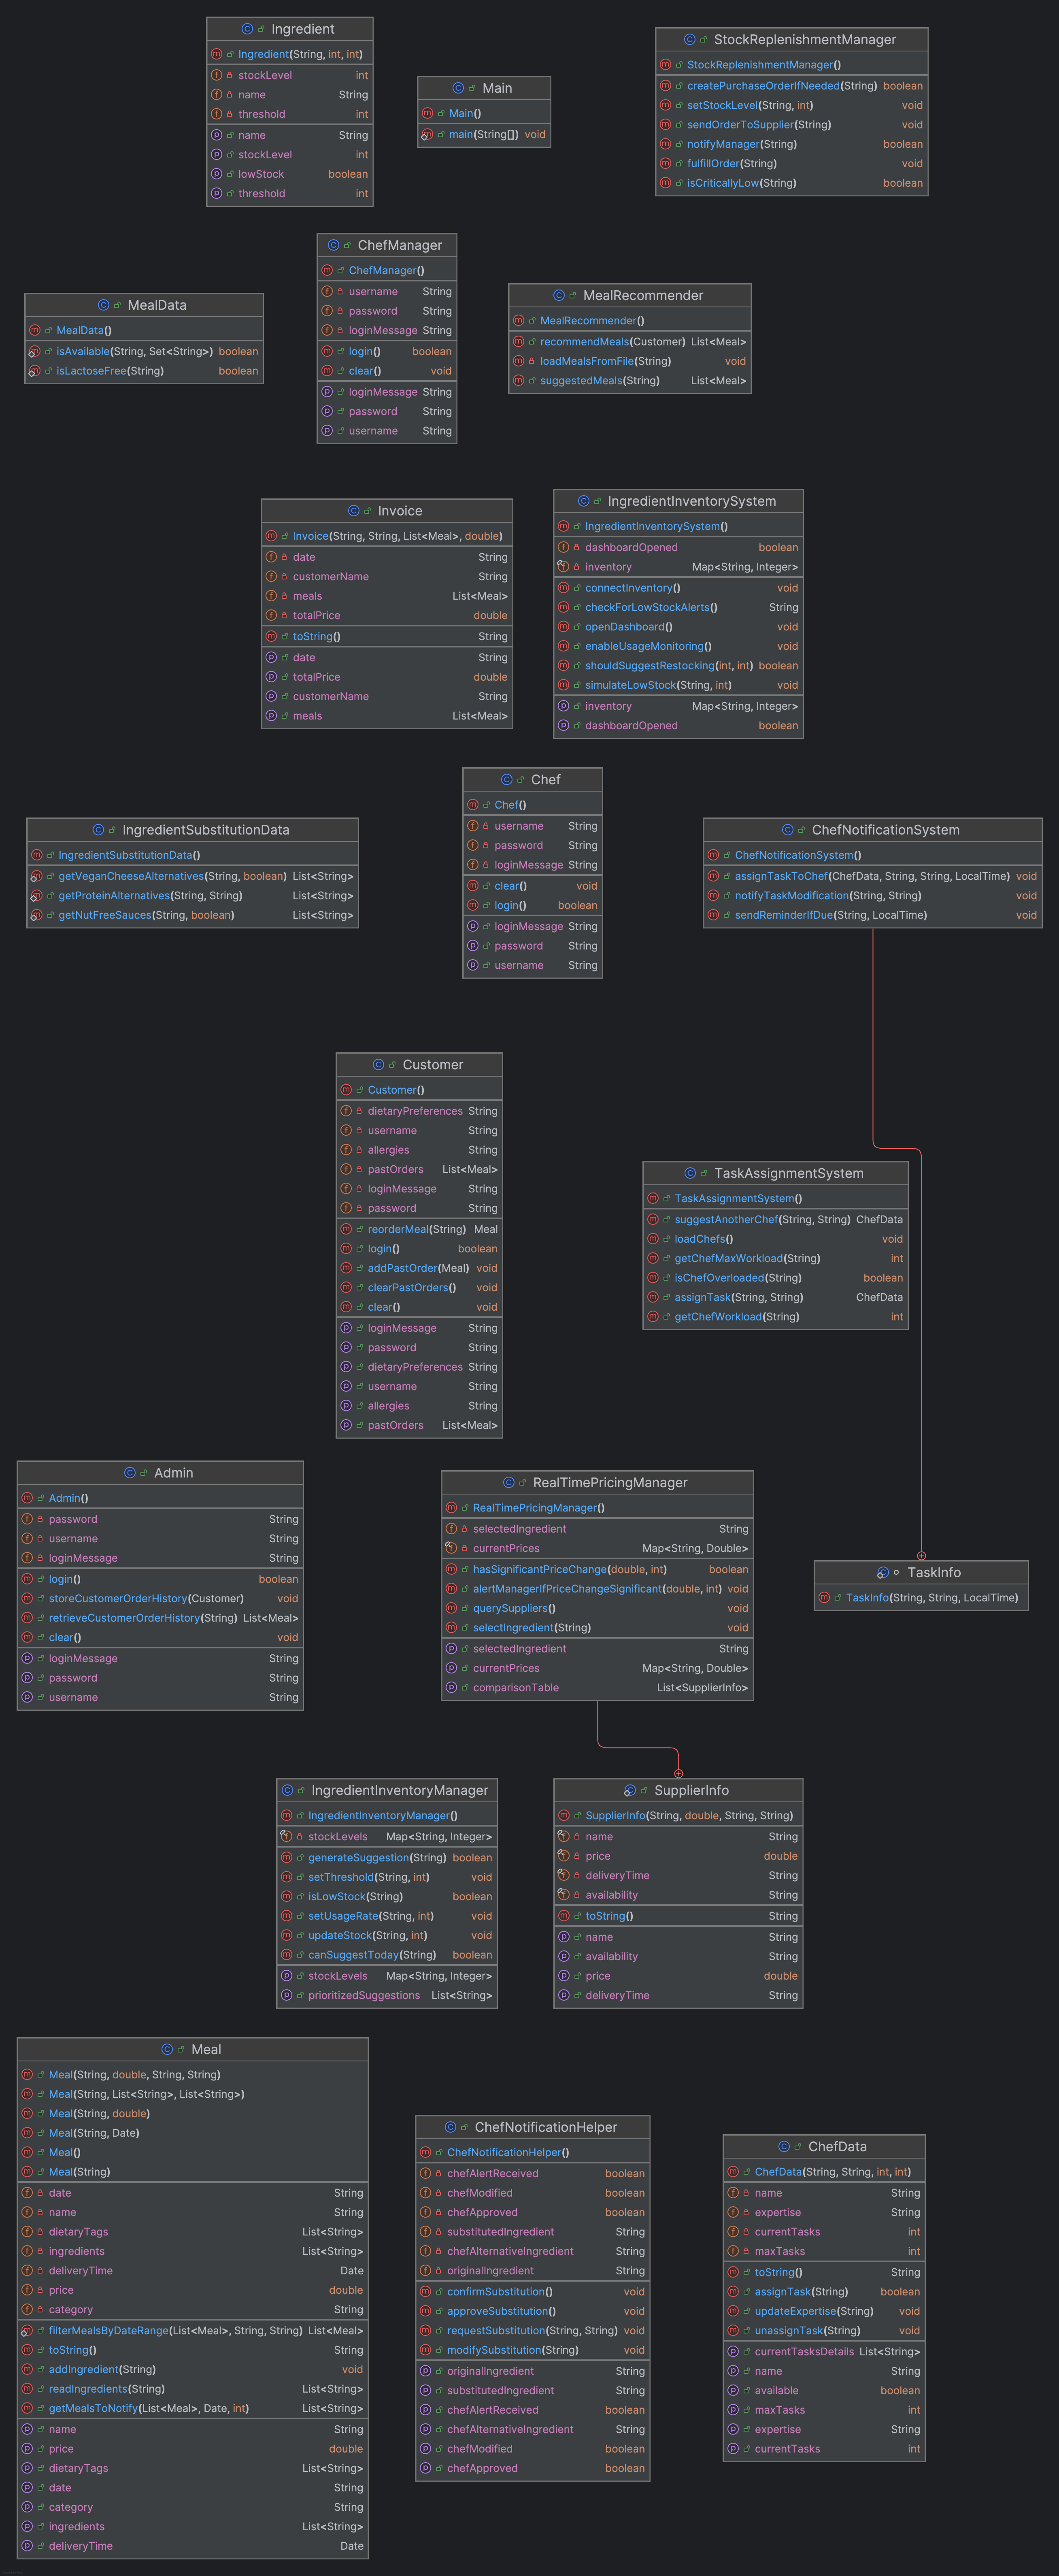 Ingredient
Ingredient(String, int, int)
stockLevel int
name String
threshold int
name String
stockLevel int
lowStock boolean
threshold int
Main
Main()
main(String[]) void
StockReplenishmentManager
StockReplenishmentManager()
createPurchaseOrderIfNeeded(String) boolean
setStockLevel(String, int) void
sendOrderToSupplier(String) void
notifyManager(String) boolean
fulfillOrder(String) void
isCriticallyLow(String) boolean
MealData
MealData()
isAvailable(String, Set<String>) boolean
isLactoseFree(String) boolean
ChefManager
ChefManager()
username String
password String
loginMessage String
login() boolean
clear() void
loginMessage String
password String
username String
MealRecommender
MealRecommender()
recommendMeals(Customer) List<Meal>
loadMealsFromFile(String) void
suggestedMeals(String) List<Meal>
Invoice
Invoice(String, String, List<Meal>, double)
date String
customerName String
meals List<Meal>
totalPrice double
toString() String
date String
totalPrice double
customerName String
meals List<Meal>
IngredientInventorySystem
IngredientInventorySystem()
dashboardOpened boolean
inventory Map<String, Integer>
connectInventory() void
checkForLowStockAlerts() String
openDashboard() void
enableUsageMonitoring() void
shouldSuggestRestocking(int, int) boolean
simulateLowStock(String, int) void
inventory Map<String, Integer>
dashboardOpened boolean
IngredientSubstitutionData
IngredientSubstitutionData()
getVeganCheeseAlternatives(String, boolean) List<String>
getProteinAlternatives(String, String) List<String>
getNutFreeSauces(String, boolean) List<String>
Chef
Chef()
username String
password String
loginMessage String
clear() void
login() boolean
loginMessage String
password String
username String
ChefNotificationSystem
ChefNotificationSystem()
assignTaskToChef(ChefData, String, String, LocalTime) void
notifyTaskModification(String, String) void
sendReminderIfDue(String, LocalTime) void
Customer
Customer()
dietaryPreferences String
username String
allergies String
pastOrders List<Meal>
loginMessage String
password String
reorderMeal(String) Meal
login() boolean
addPastOrder(Meal) void
clearPastOrders() void
clear() void
loginMessage String
password String
dietaryPreferences String
username String
allergies String
pastOrders List<Meal>
TaskAssignmentSystem
TaskAssignmentSystem()
suggestAnotherChef(String, String) ChefData
loadChefs() void
getChefMaxWorkload(String) int
isChefOverloaded(String) boolean
assignTask(String, String) ChefData
getChefWorkload(String) int
Admin
Admin()
password String
username String
loginMessage String
login() boolean
storeCustomerOrderHistory(Customer) void
retrieveCustomerOrderHistory(String) List<Meal>
clear() void
loginMessage String
password String
username String
RealTimePricingManager
RealTimePricingManager()
selectedIngredient String
currentPrices Map<String, Double>
hasSignificantPriceChange(double, int) boolean
alertManagerIfPriceChangeSignificant(double, int) void
querySuppliers() void
selectIngredient(String) void
selectedIngredient String
currentPrices Map<String, Double>
comparisonTable List<SupplierInfo>
TaskInfo
TaskInfo(String, String, LocalTime)
IngredientInventoryManager
IngredientInventoryManager()
stockLevels Map<String, Integer>
generateSuggestion(String) boolean
setThreshold(String, int) void
isLowStock(String) boolean
setUsageRate(String, int) void
updateStock(String, int) void
canSuggestToday(String) boolean
stockLevels Map<String, Integer>
prioritizedSuggestions List<String>
SupplierInfo
SupplierInfo(String, double, String, String)
name String
price double
deliveryTime String
availability String
toString() String
name String
availability String
price double
deliveryTime String
Meal
Meal(String, double, String, String)
Meal(String, List<String>, List<String>)
Meal(String, double)
Meal(String, Date)
Meal()
Meal(String)
date String
name String
dietaryTags List<String>
ingredients List<String>
deliveryTime Date
price double
category String
filterMealsByDateRange(List<Meal>, String, String) List<Meal>
toString() String
addIngredient(String) void
readIngredients(String) List<String>
getMealsToNotify(List<Meal>, Date, int) List<String>
name String
price double
dietaryTags List<String>
date String
category String
ingredients List<String>
deliveryTime Date
ChefNotificationHelper
ChefNotificationHelper()
chefAlertReceived boolean
chefModified boolean
chefApproved boolean
substitutedIngredient String
chefAlternativeIngredient String
originalIngredient String
confirmSubstitution() void
approveSubstitution() void
requestSubstitution(String, String) void
modifySubstitution(String) void
originalIngredient String
substitutedIngredient String
chefAlertReceived boolean
chefAlternativeIngredient String
chefModified boolean
chefApproved boolean
ChefData
ChefData(String, String, int, int)
name String
expertise String
currentTasks int
maxTasks int
toString() String
assignTask(String) boolean
updateExpertise(String) void
unassignTask(String) void
currentTasksDetails List<String>
name String
available boolean
maxTasks int
expertise String
currentTasks int